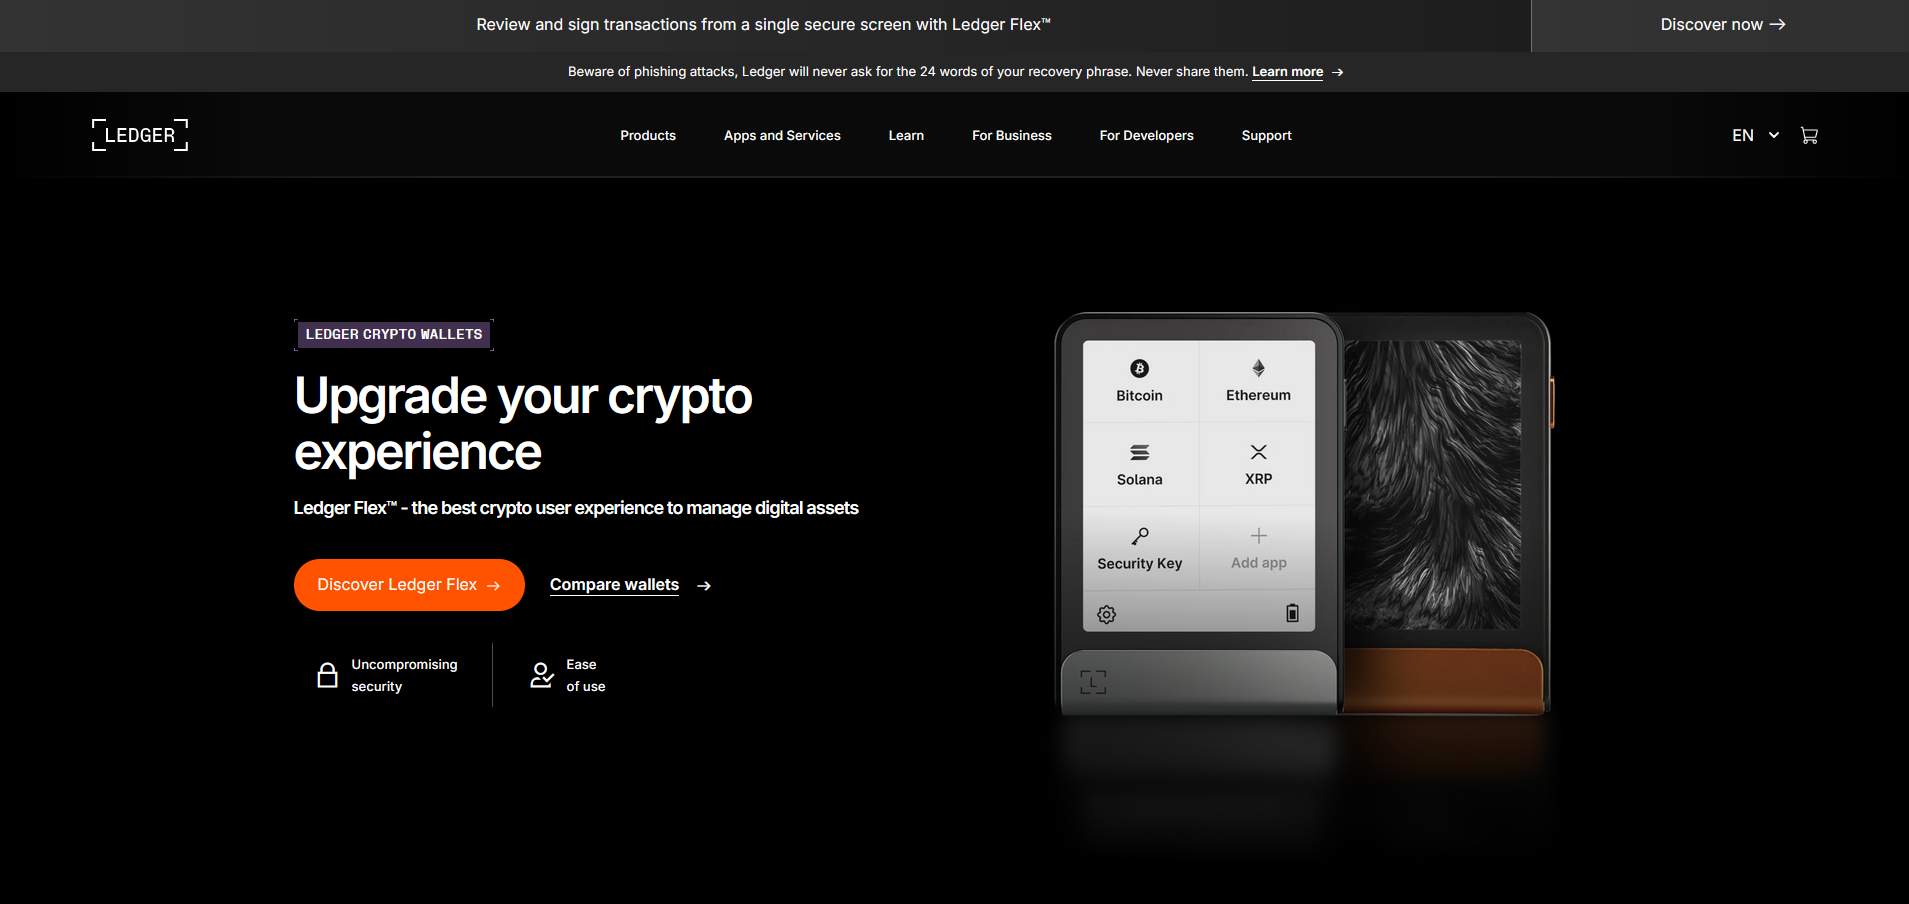 Review and sign transactions from a single secure screen with Ledger Flex™
Discover now →
Beware of phishing attacks, Ledger will never ask for the 24 words of your recovery phrase. Never share them. Learn more →
LEDGER
Products
Apps and Services
Learn
For Business
For Developers
Support
EN
LEDGER CRYPTO WALLETS
Upgrade your crypto
experience
Ledger Flex™ - the best crypto user experience to manage digital assets
Discover Ledger Flex →
Compare wallets →
Uncompromising
security
Ease
of use
Bitcoin
Ethereum
Solana
XRP
Security Key
Add app
L